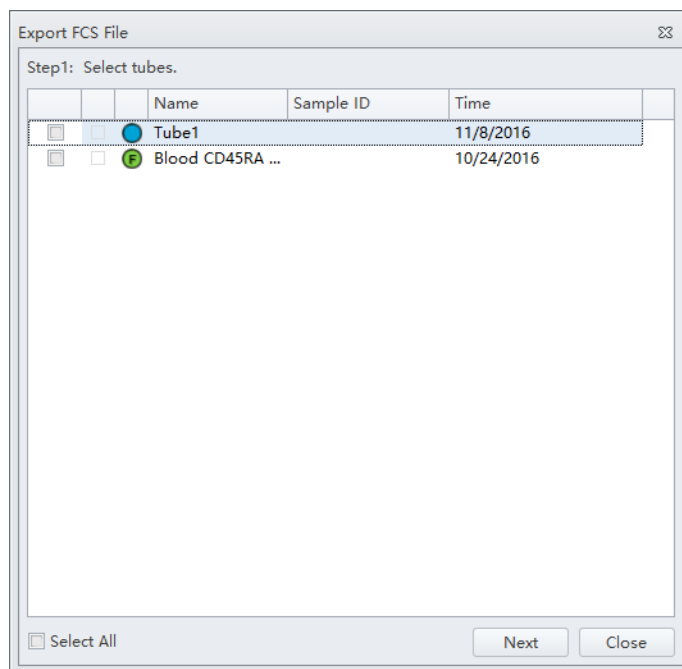 Export FCS File
Step1: Select tubes.
Name Sample ID Time
Tube1 11/8/2016
F Blood CD45RA ... 10/24/2016
Select All Next Close